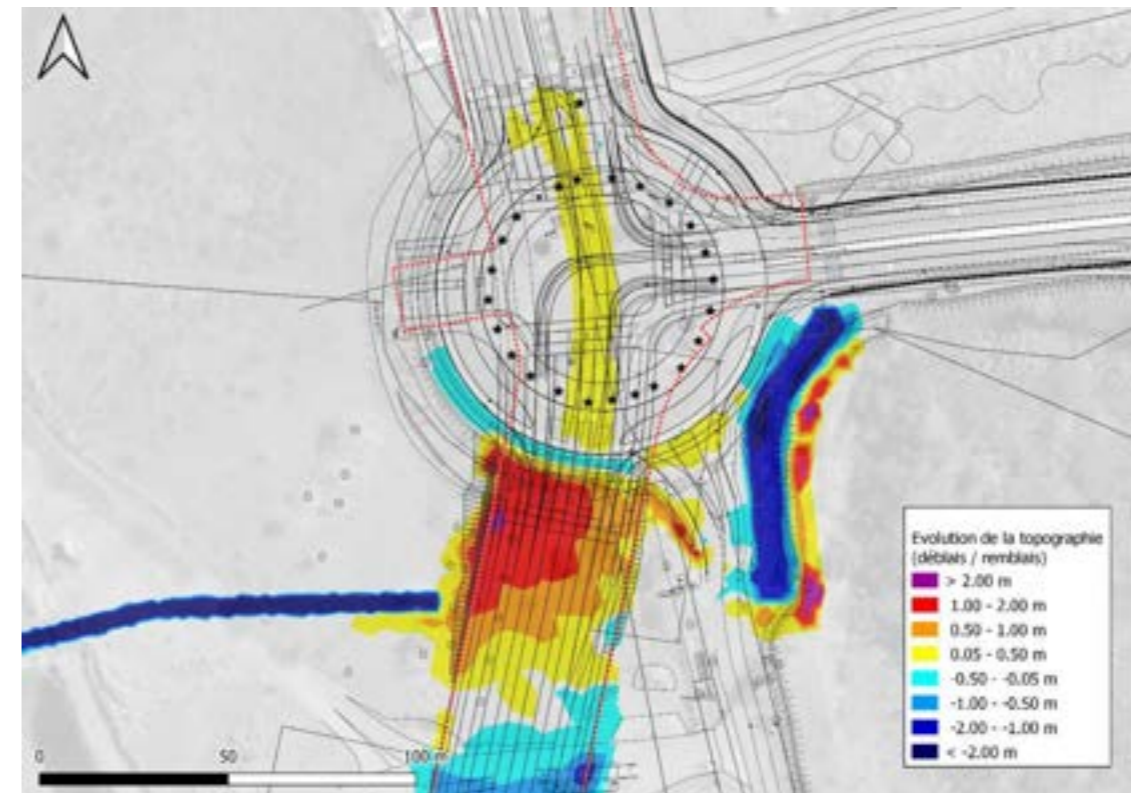 Evolution de la topographie
(déblais / remblais)
> 2.00 m
1.00 - 2.00 m
0.50 - 1.00 m
0.05 - 0.50 m
-0.50 - -0.05 m
-1.00 - -0.50 m
-2.00 - -1.00 m
< -2.00 m
0 50 100 m